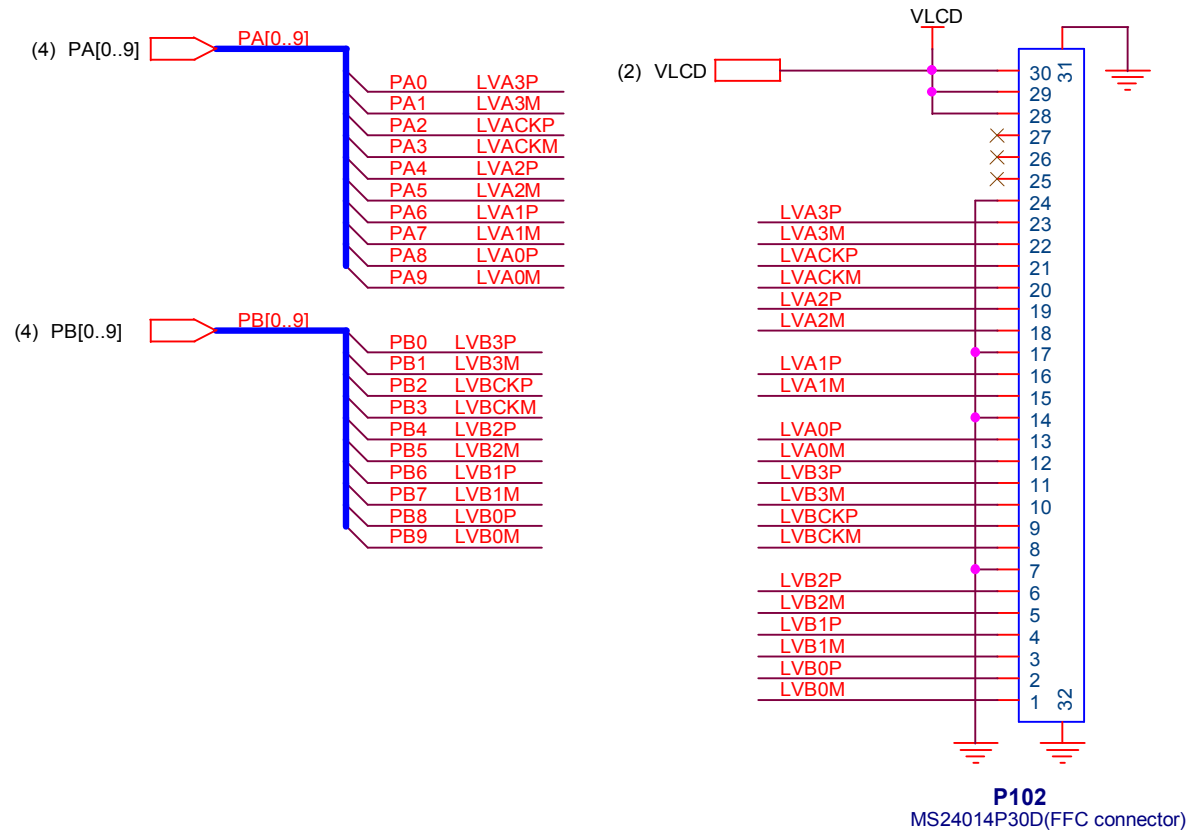 (4) PA[0..9]
PA[0..9]
PA0 LVA3P
PA1 LVA3M
PA2 LVACKP
PA3 LVACKM
PA4 LVA2P
PA5 LVA2M
PA6 LVA1P
PA7 LVA1M
PA8 LVA0P
PA9 LVA0M
(4) PB[0..9]
PB[0..9]
PB0 LVB3P
PB1 LVB3M
PB2 LVBCKP
PB3 LVBCKM
PB4 LVB2P
PB5 LVB2M
PB6 LVB1P
PB7 LVB1M
PB8 LVB0P
PB9 LVB0M
VLCD
(2) VLCD
30 31
29
28
27
26
25
24
LVA3P 23
LVA3M 22
LVACKP 21
LVACKM 20
LVA2P 19
LVA2M 18
17
LVA1P 16
LVA1M 15
14
LVA0P 13
LVA0M 12
LVB3P 11
LVB3M 10
LVBCKP 9
LVBCKM 8
7
LVB2P 6
LVB2M 5
LVB1P 4
LVB1M 3
LVB0P 2
LVB0M 1 32
P102
MS24014P30D(FFC connector)